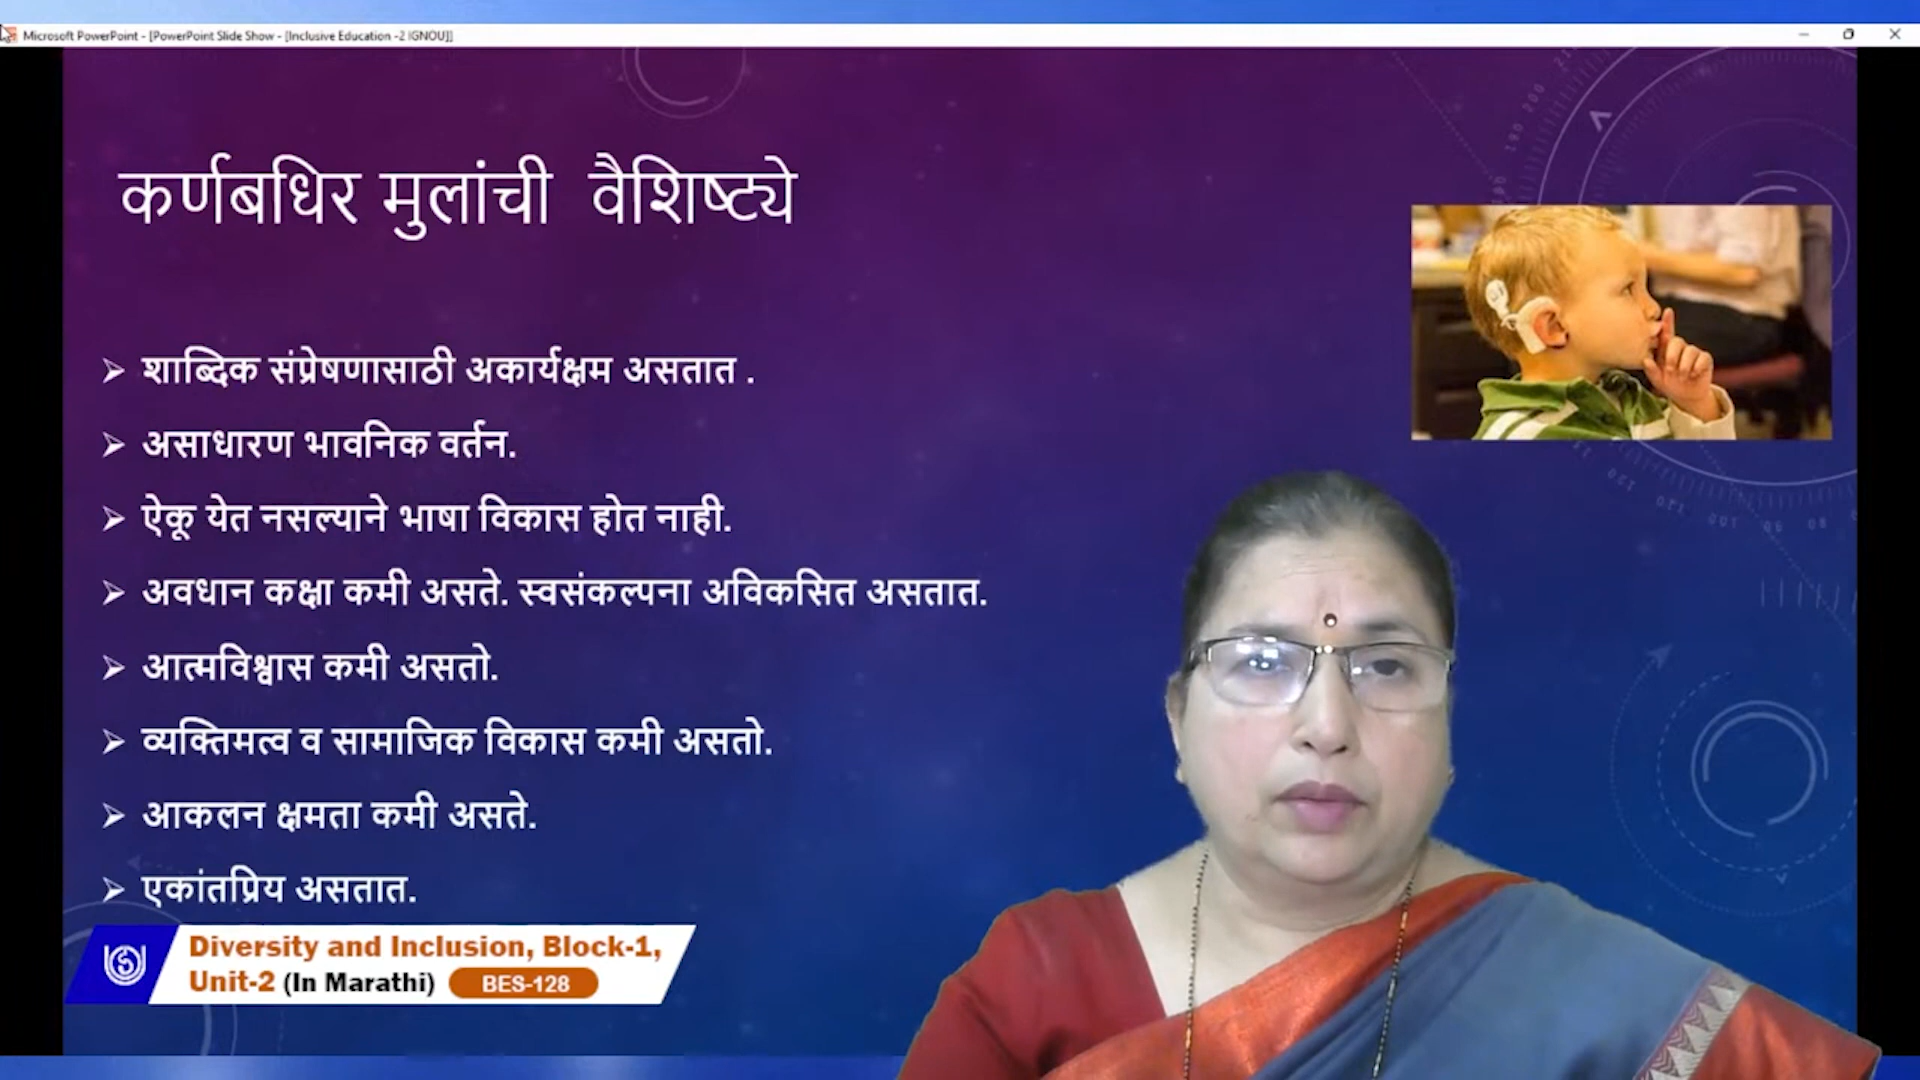 Microsoft PowerPoint - [PowerPoint Slide Show - [Inclusive Education -2 IGNOU]]
कर्णबधिर मुलांची वैशिष्ट्ये
शाब्दिक संप्रेषणासाठी अकार्यक्षम असतात .
असाधारण भावनिक वर्तन.
ऐकू येत नसल्याने भाषा विकास होत नाही.
अवधान कक्षा कमी असते. स्वसंकल्पना अविकसित असतात.
आत्मविश्वास कमी असतो.
व्यक्तिमत्व व सामाजिक विकास कमी असतो.
आकलन क्षमता कमी असते.
एकांतप्रिय असतात.
Diversity and Inclusion, Block-1,
Unit-2 (In Marathi) BES-128